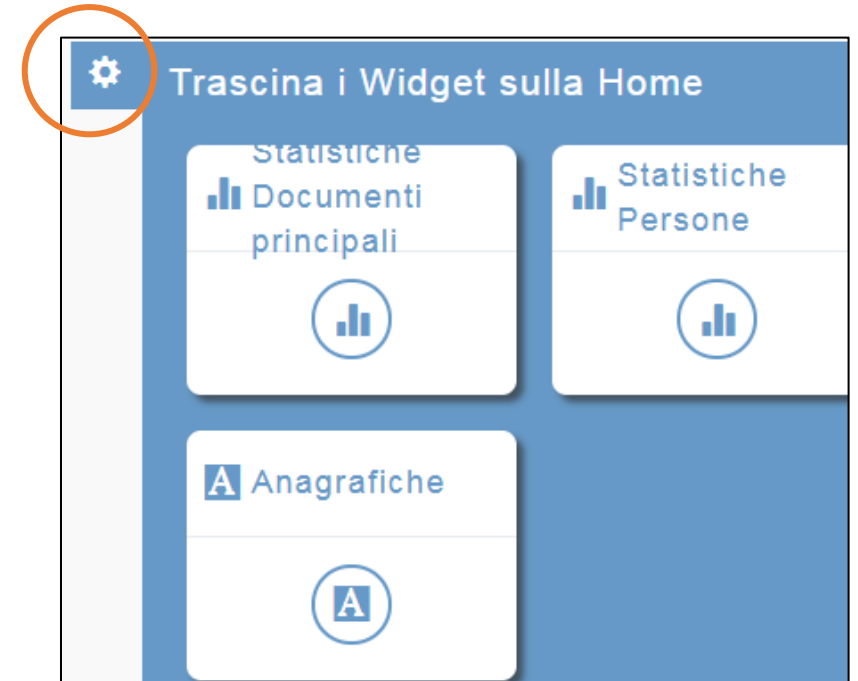 Trascina i Widget sulla Home
Statistiche
Documenti
principali
Statistiche
Persone
A Anagrafiche
A